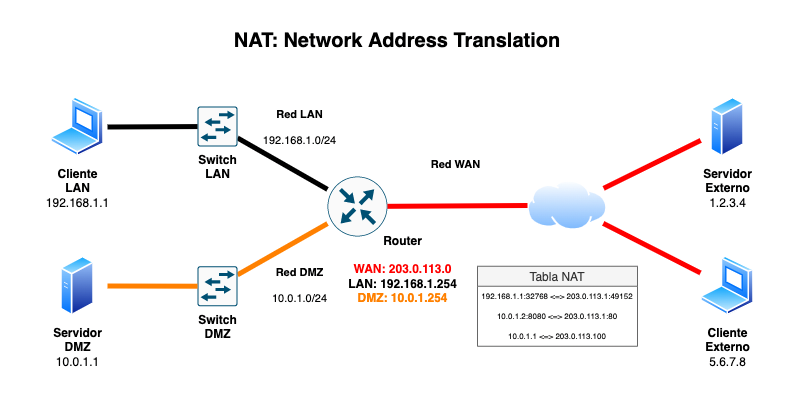 NAT: Network Address Translation
Red LAN
192.168.1.0/24
Cliente
LAN
192.168.1.1
Switch
LAN
Red WAN
Servidor
Externo
1.2.3.4
Router
WAN: 203.0.113.0
LAN: 192.168.1.254
DMZ: 10.0.1.254
Red DMZ
10.0.1.0/24
Servidor
DMZ
10.0.1.1
Switch
DMZ
Tabla NAT
192.168.1.1:32768 <=> 203.0.113.1:49152
10.0.1.2:8080 <=> 203.0.113.1:80
10.0.1.1 <=> 203.0.113.100
Cliente
Externo
5.6.7.8